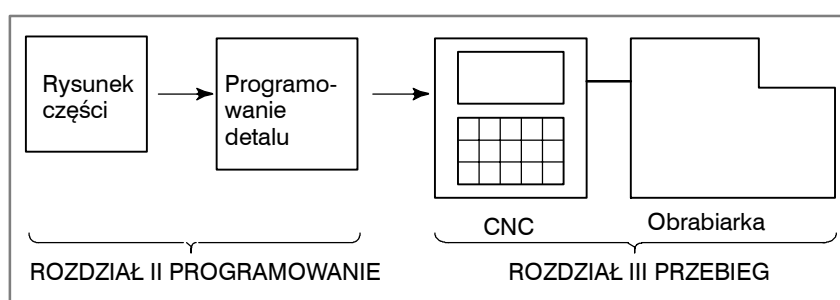 Rysunek
części
Programo-
wanie
detalu
CNC
Obrabiarka
ROZDZIAŁ II PROGRAMOWANIE
ROZDZIAŁ III PRZEBIEG